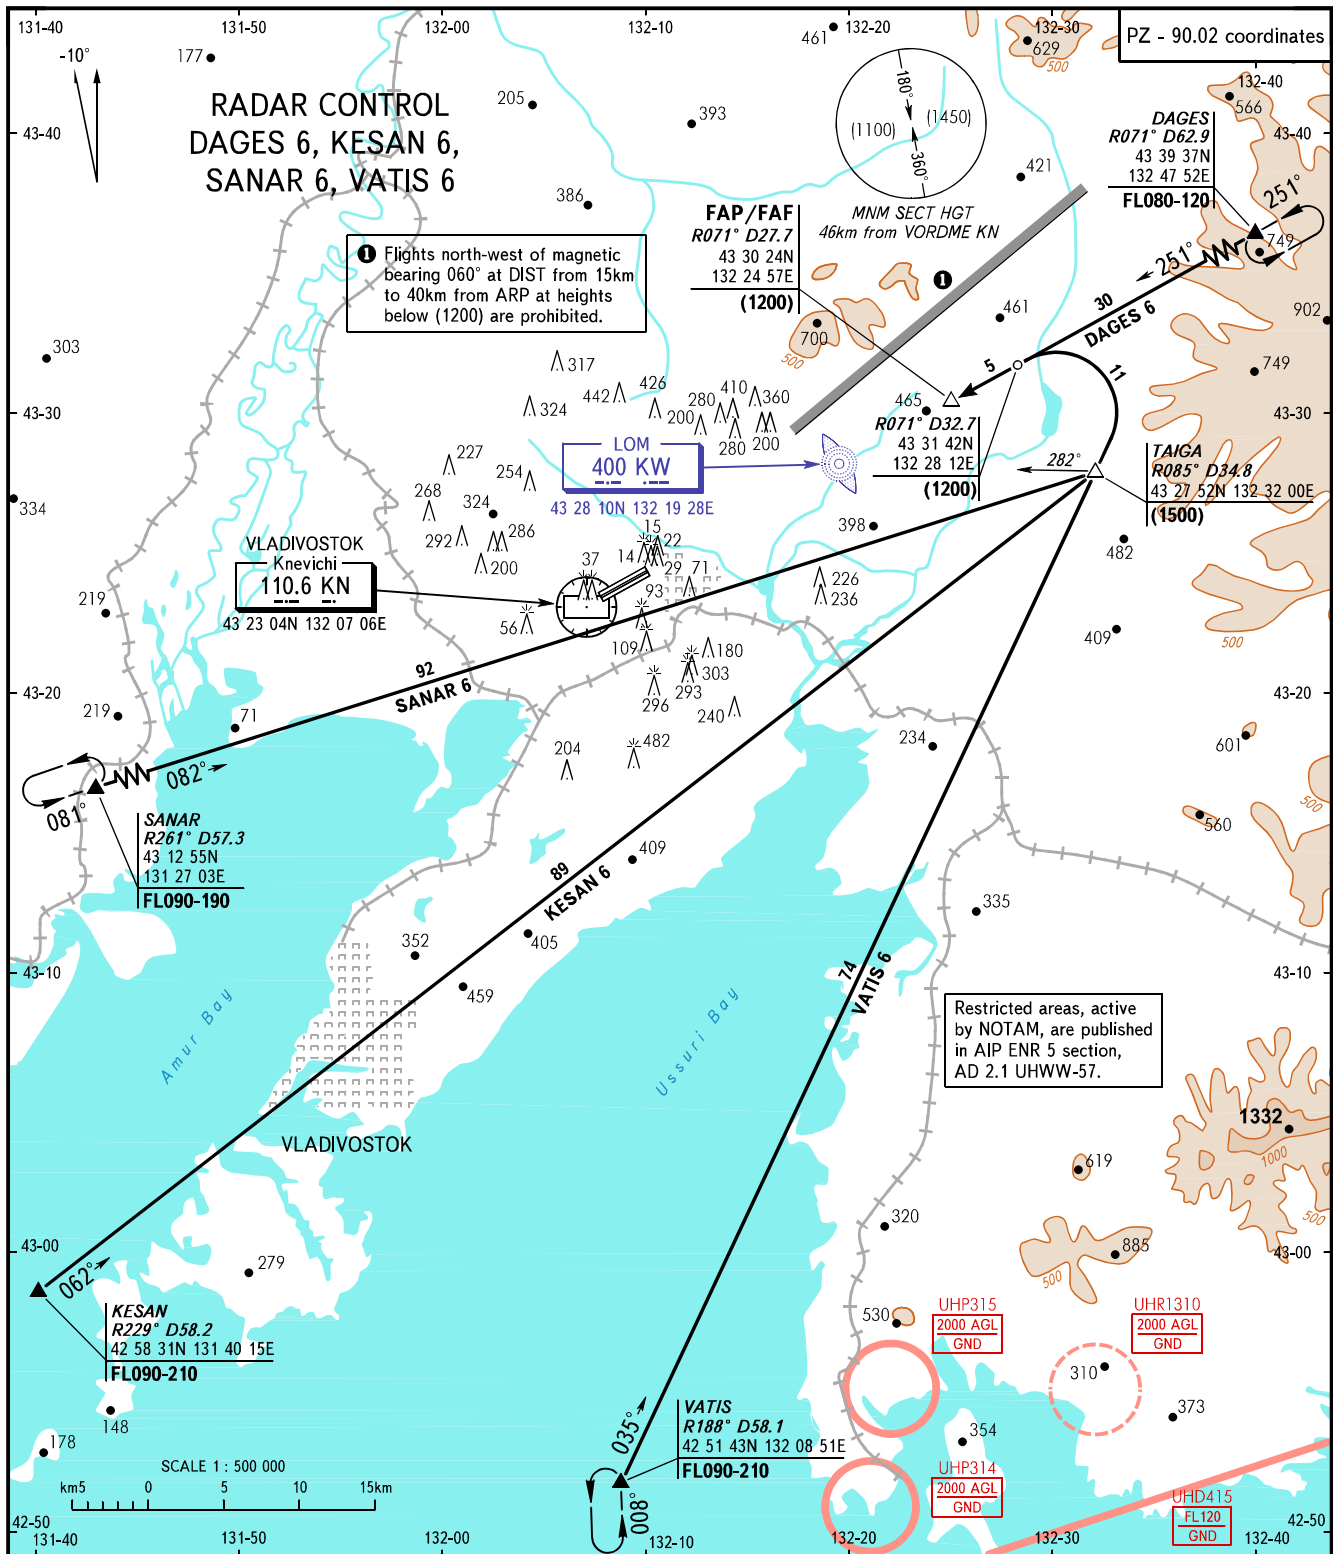 131-40
131-50
132-00
132-10
132-20
132-30
PZ - 90.02 coordinates
132-40
-10°
177
461
629
500
566
RADAR CONTROL
DAGES 6, KESAN 6,
SANAR 6, VATIS 6
205
393
43-40
43-40
180°
(1100)
(1450)
360°
MNM SECT HGT
46km from VORDME KN
421
386
DAGES
R071° D62.9
43 39 37N
132 47 52E
FL080-120
251°
749
251°
30
DAGES 6
902
FAP/FAF
R071° D27.7
43 30 24N
132 24 57E
(1200)
1 Flights north-west of magnetic
bearing 060° at DIST from 15km
to 40km from ARP at heights
below (1200) are prohibited.
1
461
700
500
303
317
749
5
11
442
426
410
360
280
200
280
200
324
465
43-30
43-30
R071° D32.7
43 31 42N
132 28 12E
(1200)
LOM
400 KW
43 28 10N 132 19 28E
227
254
268
324
292
286
200
334
282°
TAIGA
R085° D34.8
43 27 52N 132 32 00E
(1500)
398
482
VLADIVOSTOK
Knevichi
110.6 KN
43 23 04N 132 07 06E
15
22
14
29
37
71
93
56
109
226
236
219
409
180
303
293
296
240
500
92
SANAR 6
43-20
43-20
219
71
204
482
234
601
082°
081°
500
560
SANAR
R261° D57.3
43 12 55N
131 27 03E
FL090-190
409
89
KESAN 6
335
405
352
459
43-10
43-10
74
VATIS 6
Amur Bay
Ussuri Bay
Restricted areas, active
by NOTAM, are published
in AIP ENR 5 section,
AD 2.1 UHWW-57.
1332
1000
VLADIVOSTOK
619
500
320
43-00
43-00
885
500
279
062°
KESAN
R229° D58.2
42 58 31N 131 40 15E
FL090-210
530
UHP315
2000 AGL
GND
UHR1310
2000 AGL
GND
310
148
373
178
035°
VATIS
R188° D58.1
42 51 43N 132 08 51E
FL090-210
354
SCALE 1 : 500 000
km5
0
5
10
15km
UHP314
2000 AGL
GND
UHD415
FL120
GND
008°
42-50
42-50
131-40
131-50
132-00
132-10
132-20
132-30
132-40